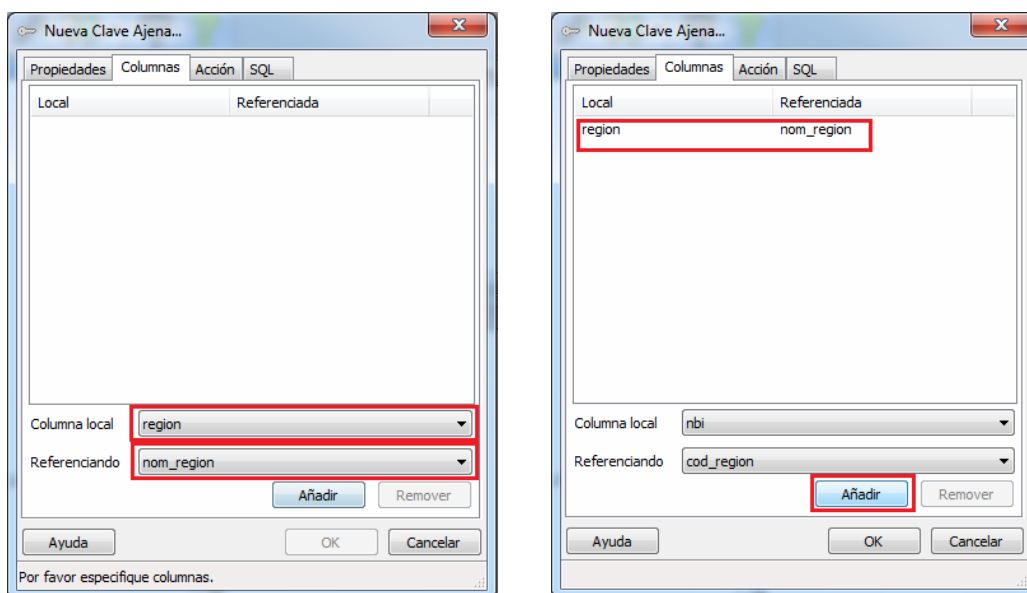 Nueva Clave Ajena...
Propiedades Columnas Acción SQL
Local Referenciada
Columna local region
Referenciando nom_region
Añadir Remover
Ayuda OK Cancelar
Por favor especifique columnas.
Nueva Clave Ajena...
Propiedades Columnas Acción SQL
Local Referenciada
region nom_region
Columna local nbi
Referenciando cod_region
Añadir Remover
Ayuda OK Cancelar